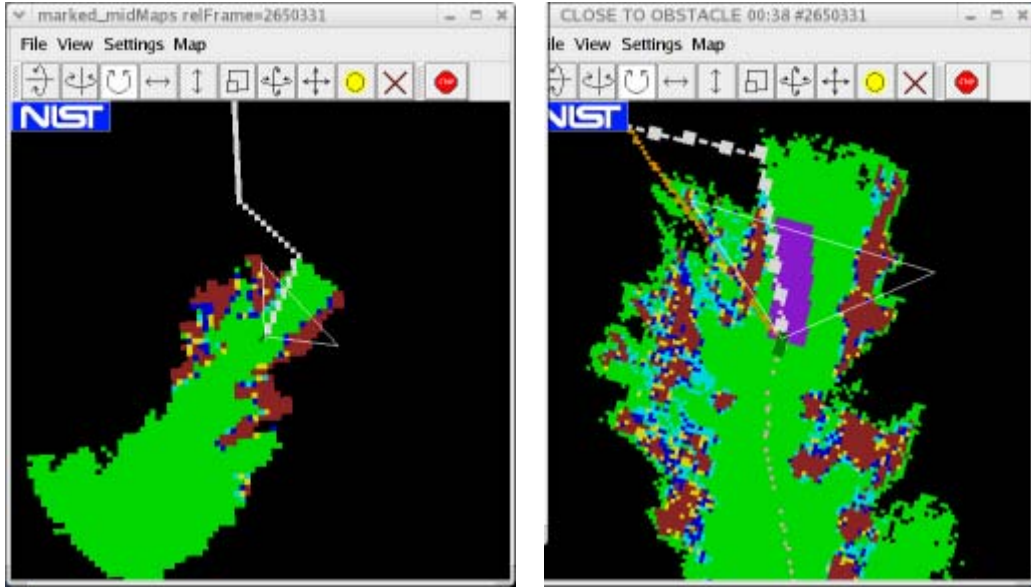 marked_midMaps relFrame=2650331
File View Settings Map
NIST
CLOSE TO OBSTACLE 00:38 #2650331
ile View Settings Map
NIST